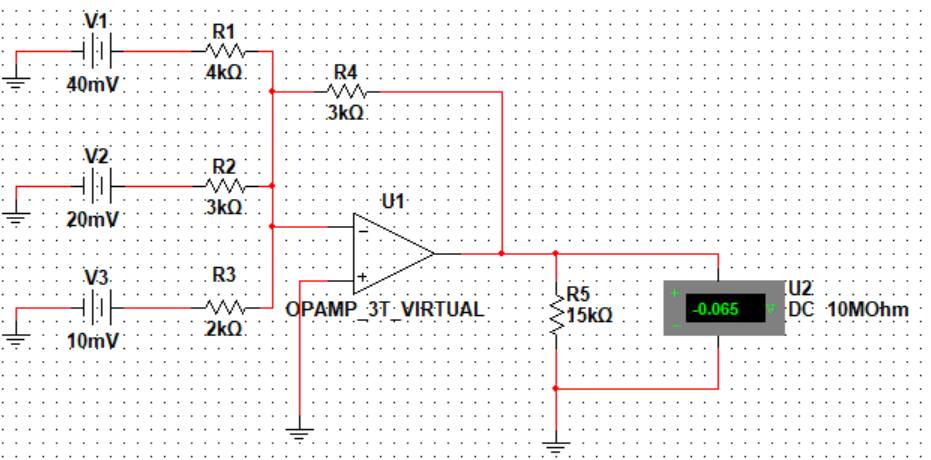 V1
40mV
R1
4kΩ
R4
3kΩ
V2
20mV
R2
3kΩ
U1
−
+
OPAMP_3T_VIRTUAL
V3
10mV
R3
2kΩ
R5
15kΩ
+
-0.065 V
−
U2
DC 10MOhm